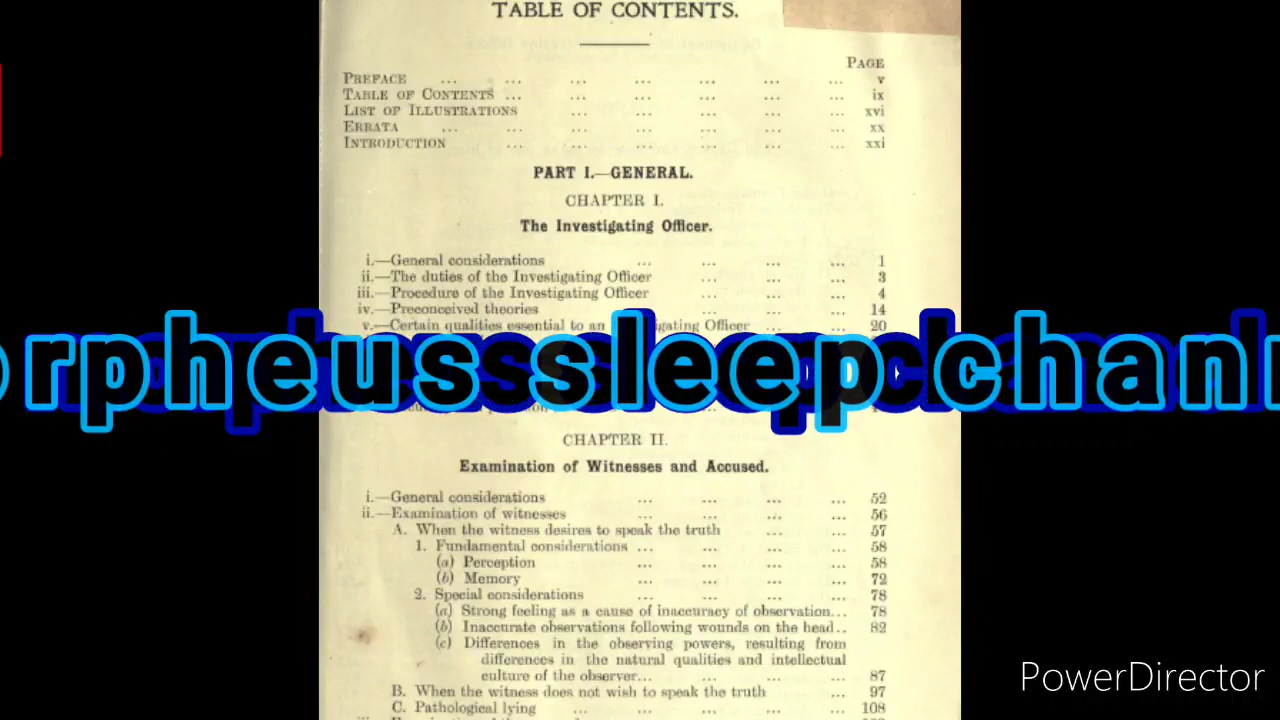 TABLE OF CONTENTS.
PAGE
PREFACE ... ... ... ... ... ... ... v
TABLE OF CONTENTS ... ... ... ... ... ... ix
LIST OF ILLUSTRATIONS ... ... ... ... ... xvi
ERRATA ... ... ... ... ... ... ... xx
INTRODUCTION ... ... ... ... ... ... xxi
PART I.—GENERAL.
CHAPTER I.
The Investigating Officer.
i.—General considerations ... ... ... ... 1
ii.—The duties of the Investigating Officer ... ... ... 3
iii.—Procedure of the Investigating Officer ... ... ... 4
iv.—Preconceived theories ... ... ... ... 14
v.—Certain qualities essential to an igating Officer ... ... 20
orpheus sleep chann
CHAPTER II.
Examination of Witnesses and Accused.
i.—General considerations ... ... ... ... 52
ii.—Examination of witnesses ... ... ... ... 56
A. When the witness desires to speak the truth ... ... 57
1. Fundamental considerations ... ... ... ... 58
(a) Perception ... ... ... ... 58
(b) Memory ... ... ... ... 72
2. Special considerations ... ... ... ... 78
(a) Strong feeling as a cause of inaccuracy of observation... 78
(b) Inaccurate observations following wounds on the head.. 82
(c) Differences in the observing powers, resulting from
differences in the natural qualities and intellectual
culture of the observer... ... ... ... 87
B. When the witness does not wish to speak the truth ... 97
C. Pathological lying ... ... ... ... ... 108
PowerDirector